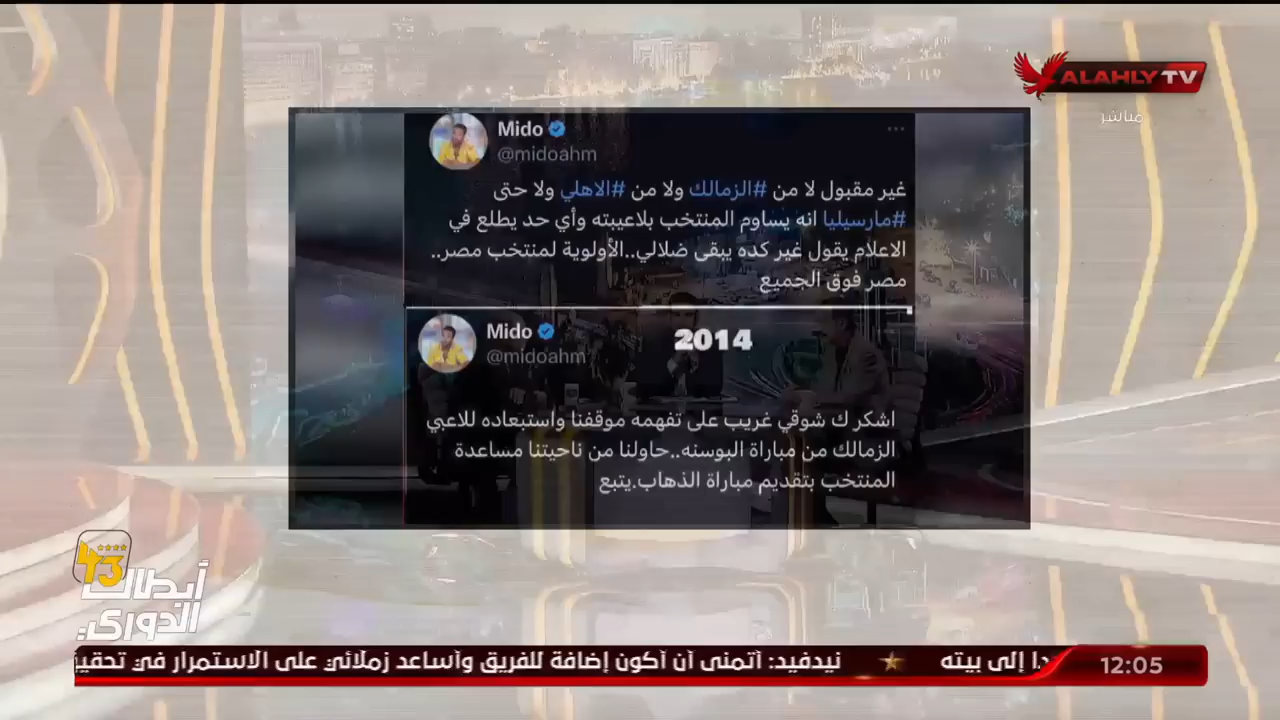 ALAHLY TV
مباشر
Mido
@midoahm
غير مقبول لا من #الزمالك ولا من #الاهلي ولا حتى
#مارسيليا انه يساوم المنتخب بلاعيبته وأي حد يطلع في
الاعلام يقول غير كده يبقى ضلالي..الأولوية لمنتخب مصر..
مصر فوق الجميع
Mido
@midoahm
2014
اشكر ك شوقي غريب على تفهمه موقفنا واستبعاده للاعبي
الزمالك من مباراة البوسنه..حاولنا من ناحيتنا مساعدة
المنتخب بتقديم مباراة الذهاب.يتبع
43
أبطال
الدوري
إلى بيته ★ نيدفيد: أتمنى أن أكون إضافة للفريق وأساعد زملائي على الاستمرار في
12:05